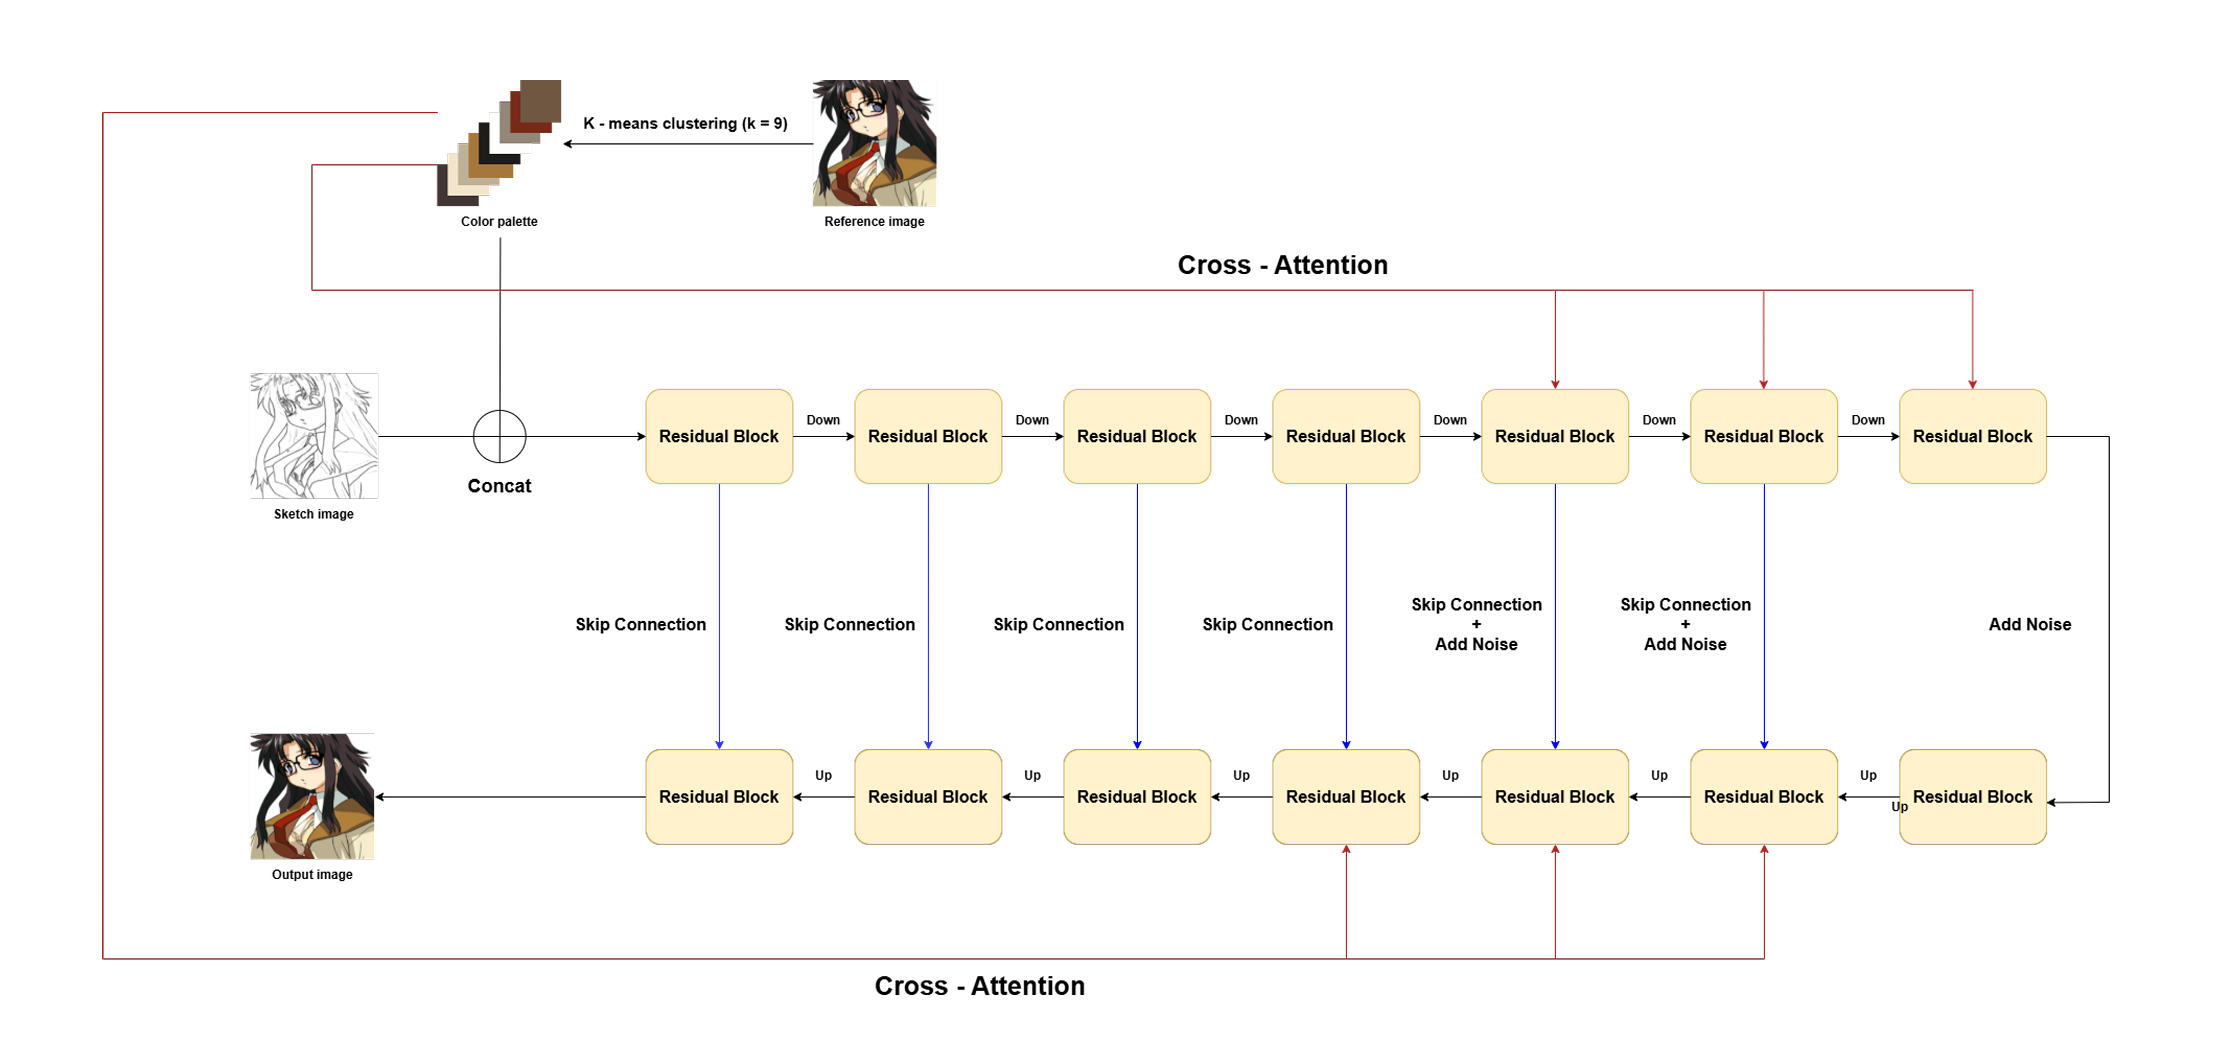 K - means clustering (k = 9)
Color palette
Reference image
Cross - Attention
Sketch image
Concat
Residual Block
Down
Residual Block
Down
Residual Block
Down
Residual Block
Down
Residual Block
Down
Residual Block
Down
Residual Block
Skip Connection
Skip Connection
Skip Connection
Skip Connection
Skip Connection
+
Add Noise
Skip Connection
+
Add Noise
Add Noise
Output image
Residual Block
Up
Residual Block
Up
Residual Block
Up
Residual Block
Up
Residual Block
Up
Residual Block
Up
Up
Residual Block
Cross - Attention